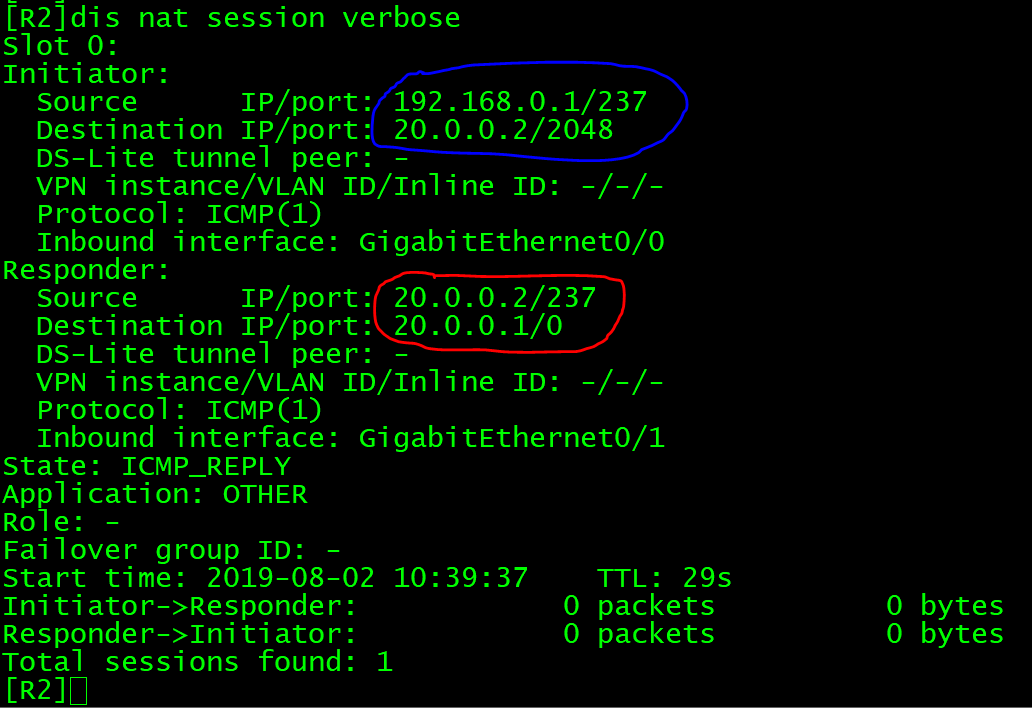 [R2]dis nat session verbose
Slot 0:
Initiator:
  Source      IP/port: 192.168.0.1/237
  Destination IP/port: 20.0.0.2/2048
  DS-Lite tunnel peer: -
  VPN instance/VLAN ID/Inline ID: -/-/-
  Protocol: ICMP(1)
  Inbound interface: GigabitEthernet0/0
Responder:
  Source      IP/port: 20.0.0.2/237
  Destination IP/port: 20.0.0.1/0
  DS-Lite tunnel peer: -
  VPN instance/VLAN ID/Inline ID: -/-/-
  Protocol: ICMP(1)
  Inbound interface: GigabitEthernet0/1
State: ICMP_REPLY
Application: OTHER
Role: -
Failover group ID: -
Start time: 2019-08-02 10:39:37    TTL: 29s
Initiator->Responder:            0 packets          0 bytes
Responder->Initiator:            0 packets          0 bytes
Total sessions found: 1
[R2]